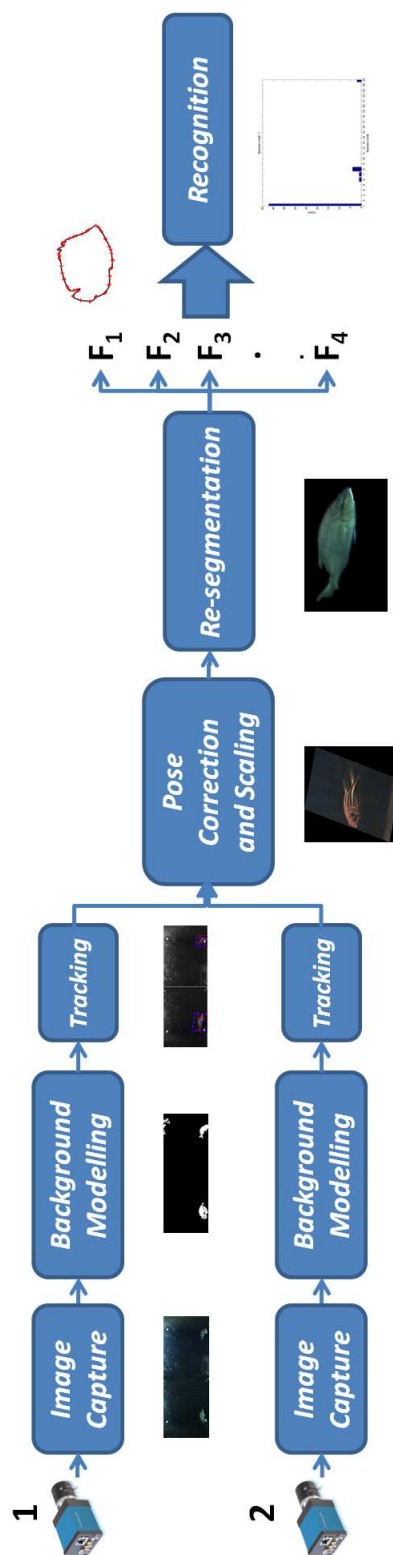 1
Image
Capture
Background
Modelling
Tracking
2
Image
Capture
Background
Modelling
Tracking
Pose
Correction
and Scaling
Re-segmentation
F1
F2
F3
.
.
F4
Recognition